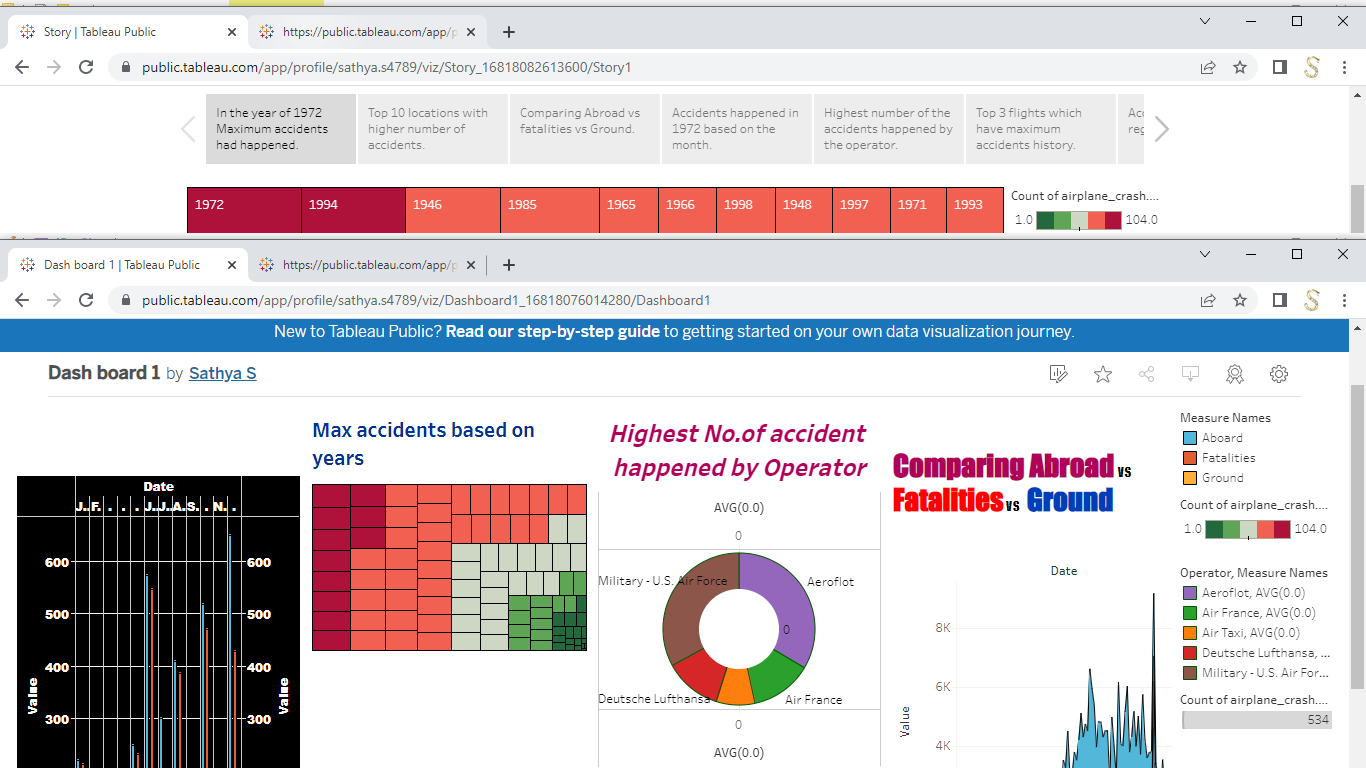 Story | Tableau Public
https://public.tableau.com/app/p
public.tableau.com/app/profile/sathya.s4789/viz/Story_16818082613600/Story1
In the year of 1972
Maximum accidents
had happened.
Top 10 locations with
higher number of
accidents.
Comparing Abroad vs
fatalities vs Ground.
Accidents happened in
1972 based on the
month.
Highest number of the
accidents happened by
the operator.
Top 3 flights which
have maximum
accidents history.
Acc
reg
1972
1994
1946
1985
1965
1966
1998
1948
1997
1971
1993
Count of airplane_crash....
1.0
104.0
Dash board 1 | Tableau Public
https://public.tableau.com/app/p
public.tableau.com/app/profile/sathya.s4789/viz/Dashboard1_16818076014280/Dashboard1
New to Tableau Public? Read our step-by-step guide to getting started on your own data visualization journey.
Dash board 1 by Sathya S
Date
J.. F. . . . J.. J.. A. S. . N. .
600
500
400
300
Value
600
500
400
300
Value
Max accidents based on
years
Highest No.of accident
happened by Operator
AVG(0.0)
0
Military - U.S. Air Force
Aeroflot
0
Deutsche Lufthansa
Air France
0
AVG(0.0)
Comparing Abroad vs
Fatalities vs Ground
Date
8K
6K
4K
Value
Measure Names
Aboard
Fatalities
Ground
Count of airplane_crash....
1.0
104.0
Operator, Measure Names
Aeroflot, AVG(0.0)
Air France, AVG(0.0)
Air Taxi, AVG(0.0)
Deutsche Lufthansa, ...
Military - U.S. Air For...
Count of airplane_crash....
534